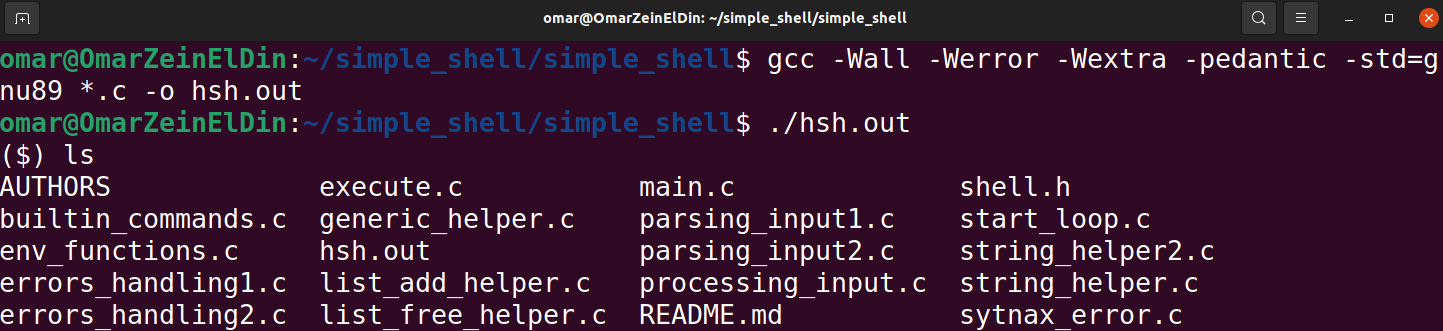 omar@OmarZeinElDin: ~/simple_shell/simple_shell
omar@OmarZeinElDin:~/simple_shell/simple_shell$ gcc -Wall -Werror -Wextra -pedantic -std=g
nu89 *.c -o hsh.out
omar@OmarZeinElDin:~/simple_shell/simple_shell$ ./hsh.out
($) ls
AUTHORS execute.c main.c shell.h
builtin_commands.c generic_helper.c parsing_input1.c start_loop.c
env_functions.c hsh.out parsing_input2.c string_helper2.c
errors_handling1.c list_add_helper.c processing_input.c string_helper.c
errors_handling2.c list_free_helper.c README.md sytnax_error.c